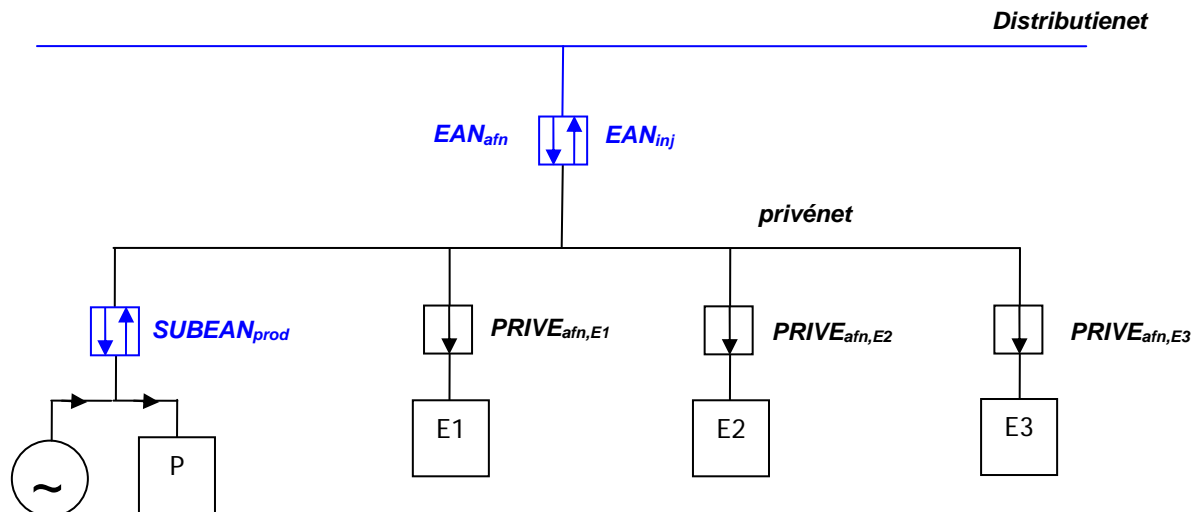 Distributienet
EANafn EANinj
privénet
SUBEANprod PRIVEafn,E1 PRIVEafn,E2 PRIVEafn,E3
E1 E2 E3
~ P